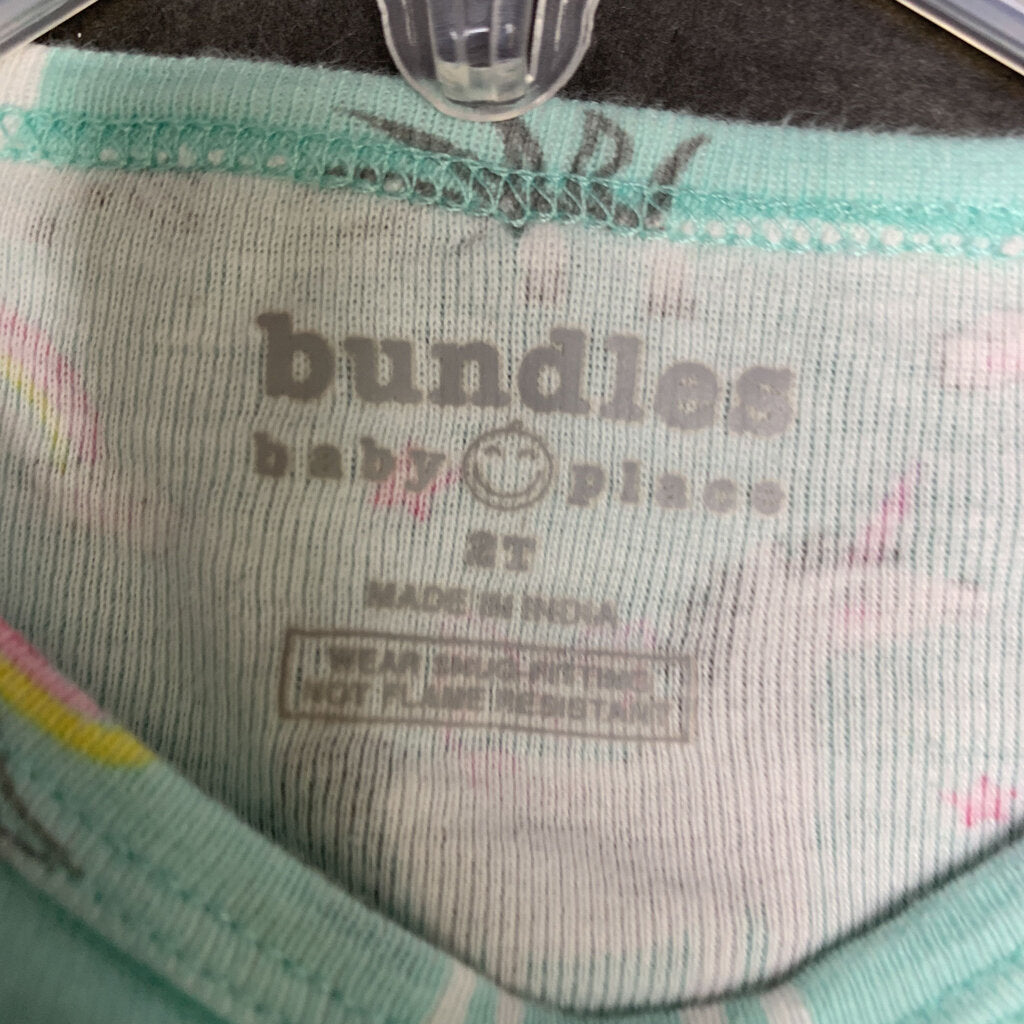 bundles
baby place
2T
MADE IN INDIA
WEAR SNUG-FITTING
NOT FLAME RESISTANT